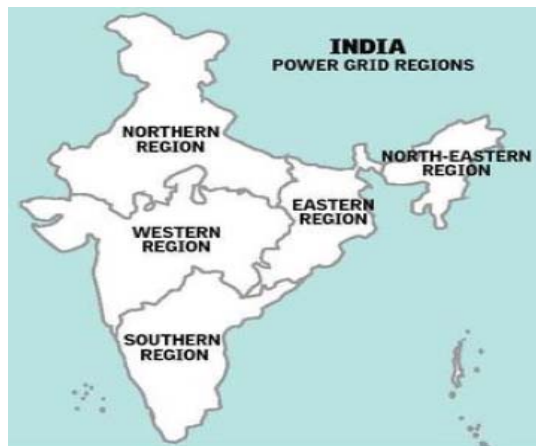 INDIA
POWER GRID REGIONS
NORTHERN
REGION
NORTH-EASTERN
REGION
EASTERN
REGION
WESTERN
REGION
SOUTHERN
REGION